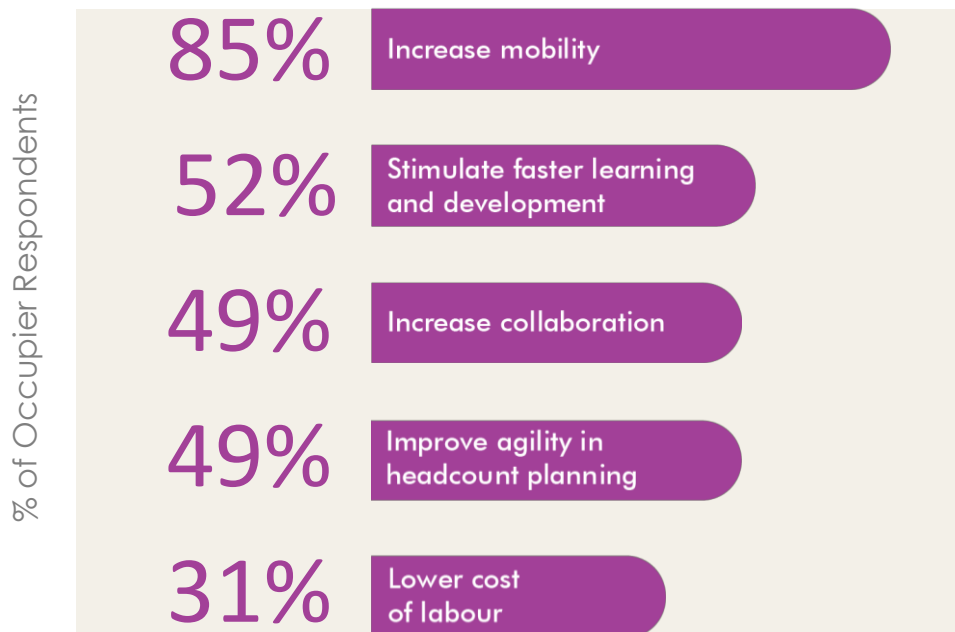 % of Occupier Respondents
85%
Increase mobility
52%
Stimulate faster learning
and development
49%
Increase collaboration
49%
Improve agility in
headcount planning
31%
Lower cost
of labour